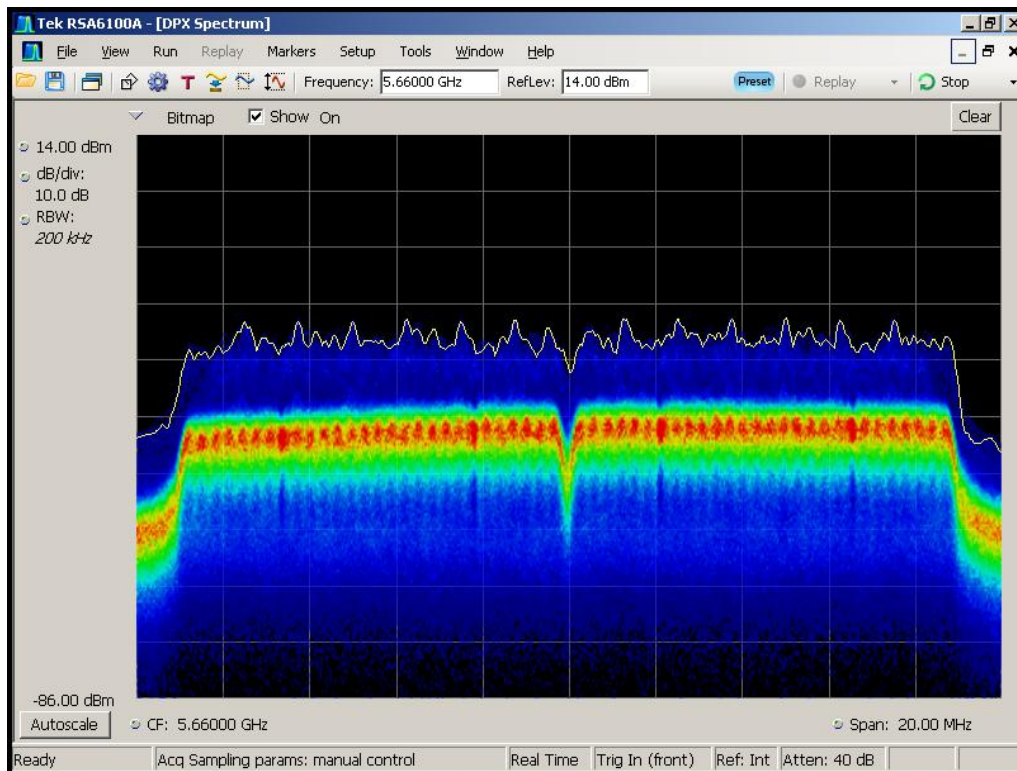 Tek RSA6100A - [DPX Spectrum]
File View Run Replay Markers Setup Tools Window Help
Frequency: 5.66000 GHz RefLev: 14.00 dBm Preset Replay Stop
Bitmap Show On Clear
14.00 dBm
dB/div:
10.0 dB
RBW:
200 kHz
-86.00 dBm
Autoscale CF: 5.66000 GHz Span: 20.00 MHz
Ready Acq Sampling params: manual control Real Time Trig In (front) Ref: Int Atten: 40 dB